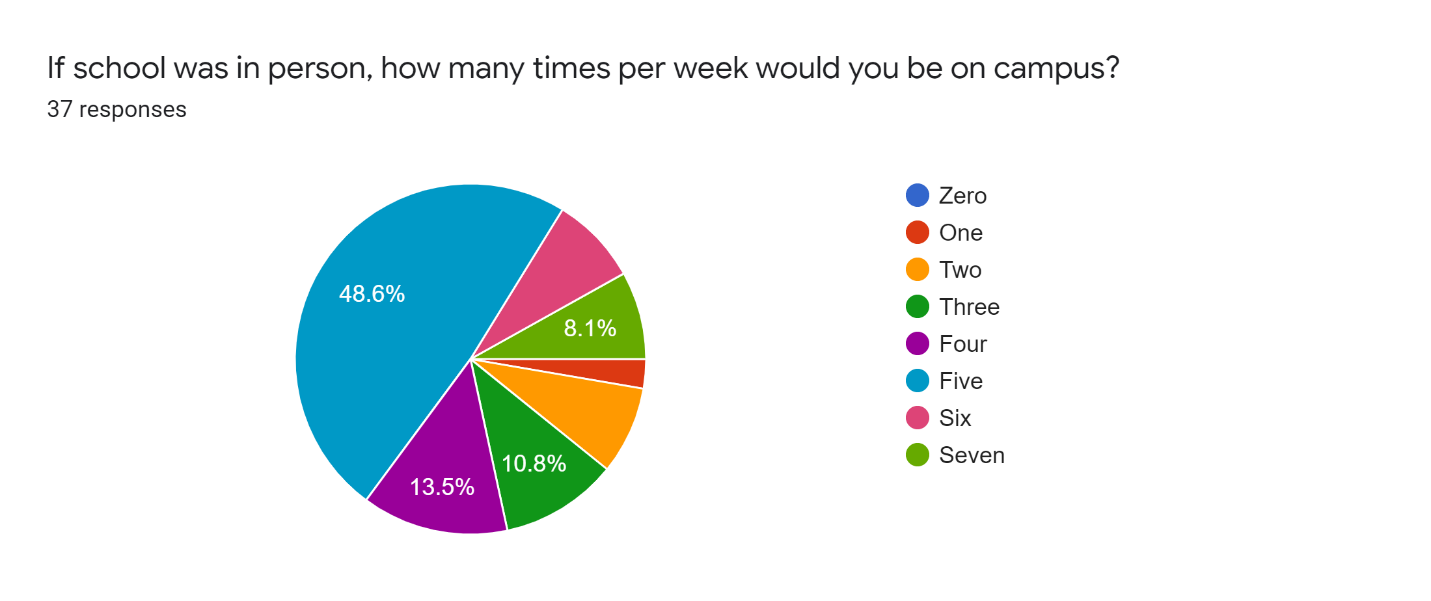 If school was in person, how many times per week would you be on campus?
37 responses
48.6%
8.1%
10.8%
13.5%
Zero
One
Two
Three
Four
Five
Six
Seven